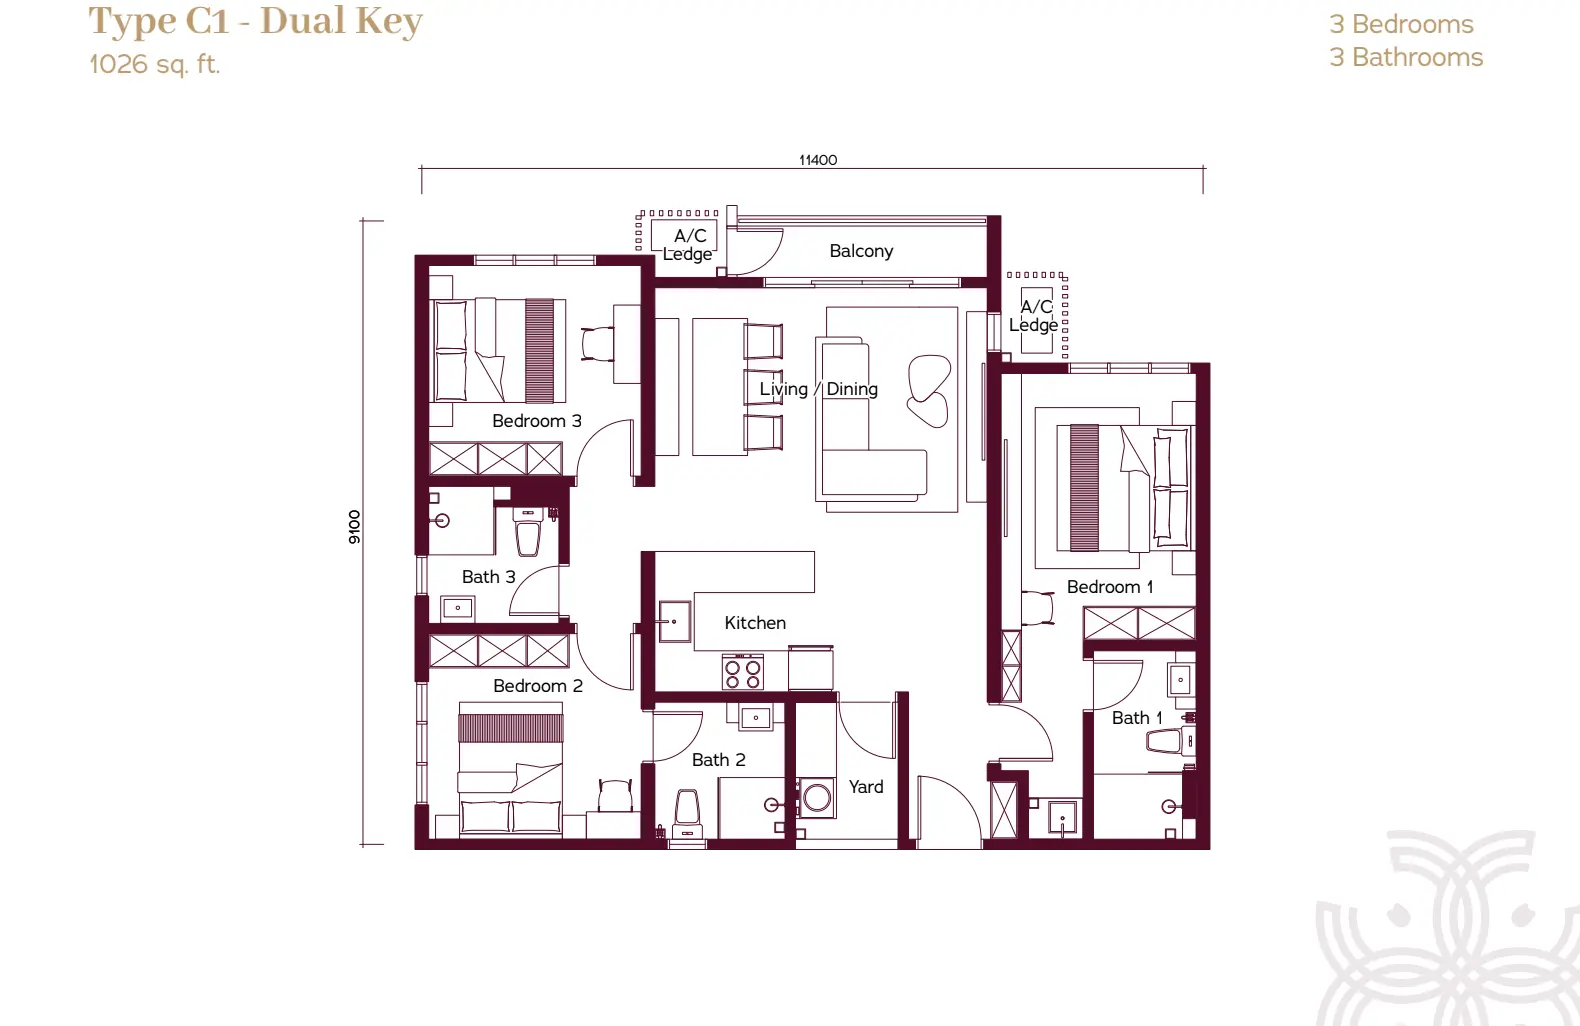 Type C1 - Dual Key
1026 sq. ft.
3 Bedrooms
3 Bathrooms
11400
9100
A/C
Ledge
Balcony
A/C
Ledge
Living / Dining
Bedroom 3
Bath 3
Bedroom 1
Kitchen
Bedroom 2
Bath 2
Bath 1
Yard